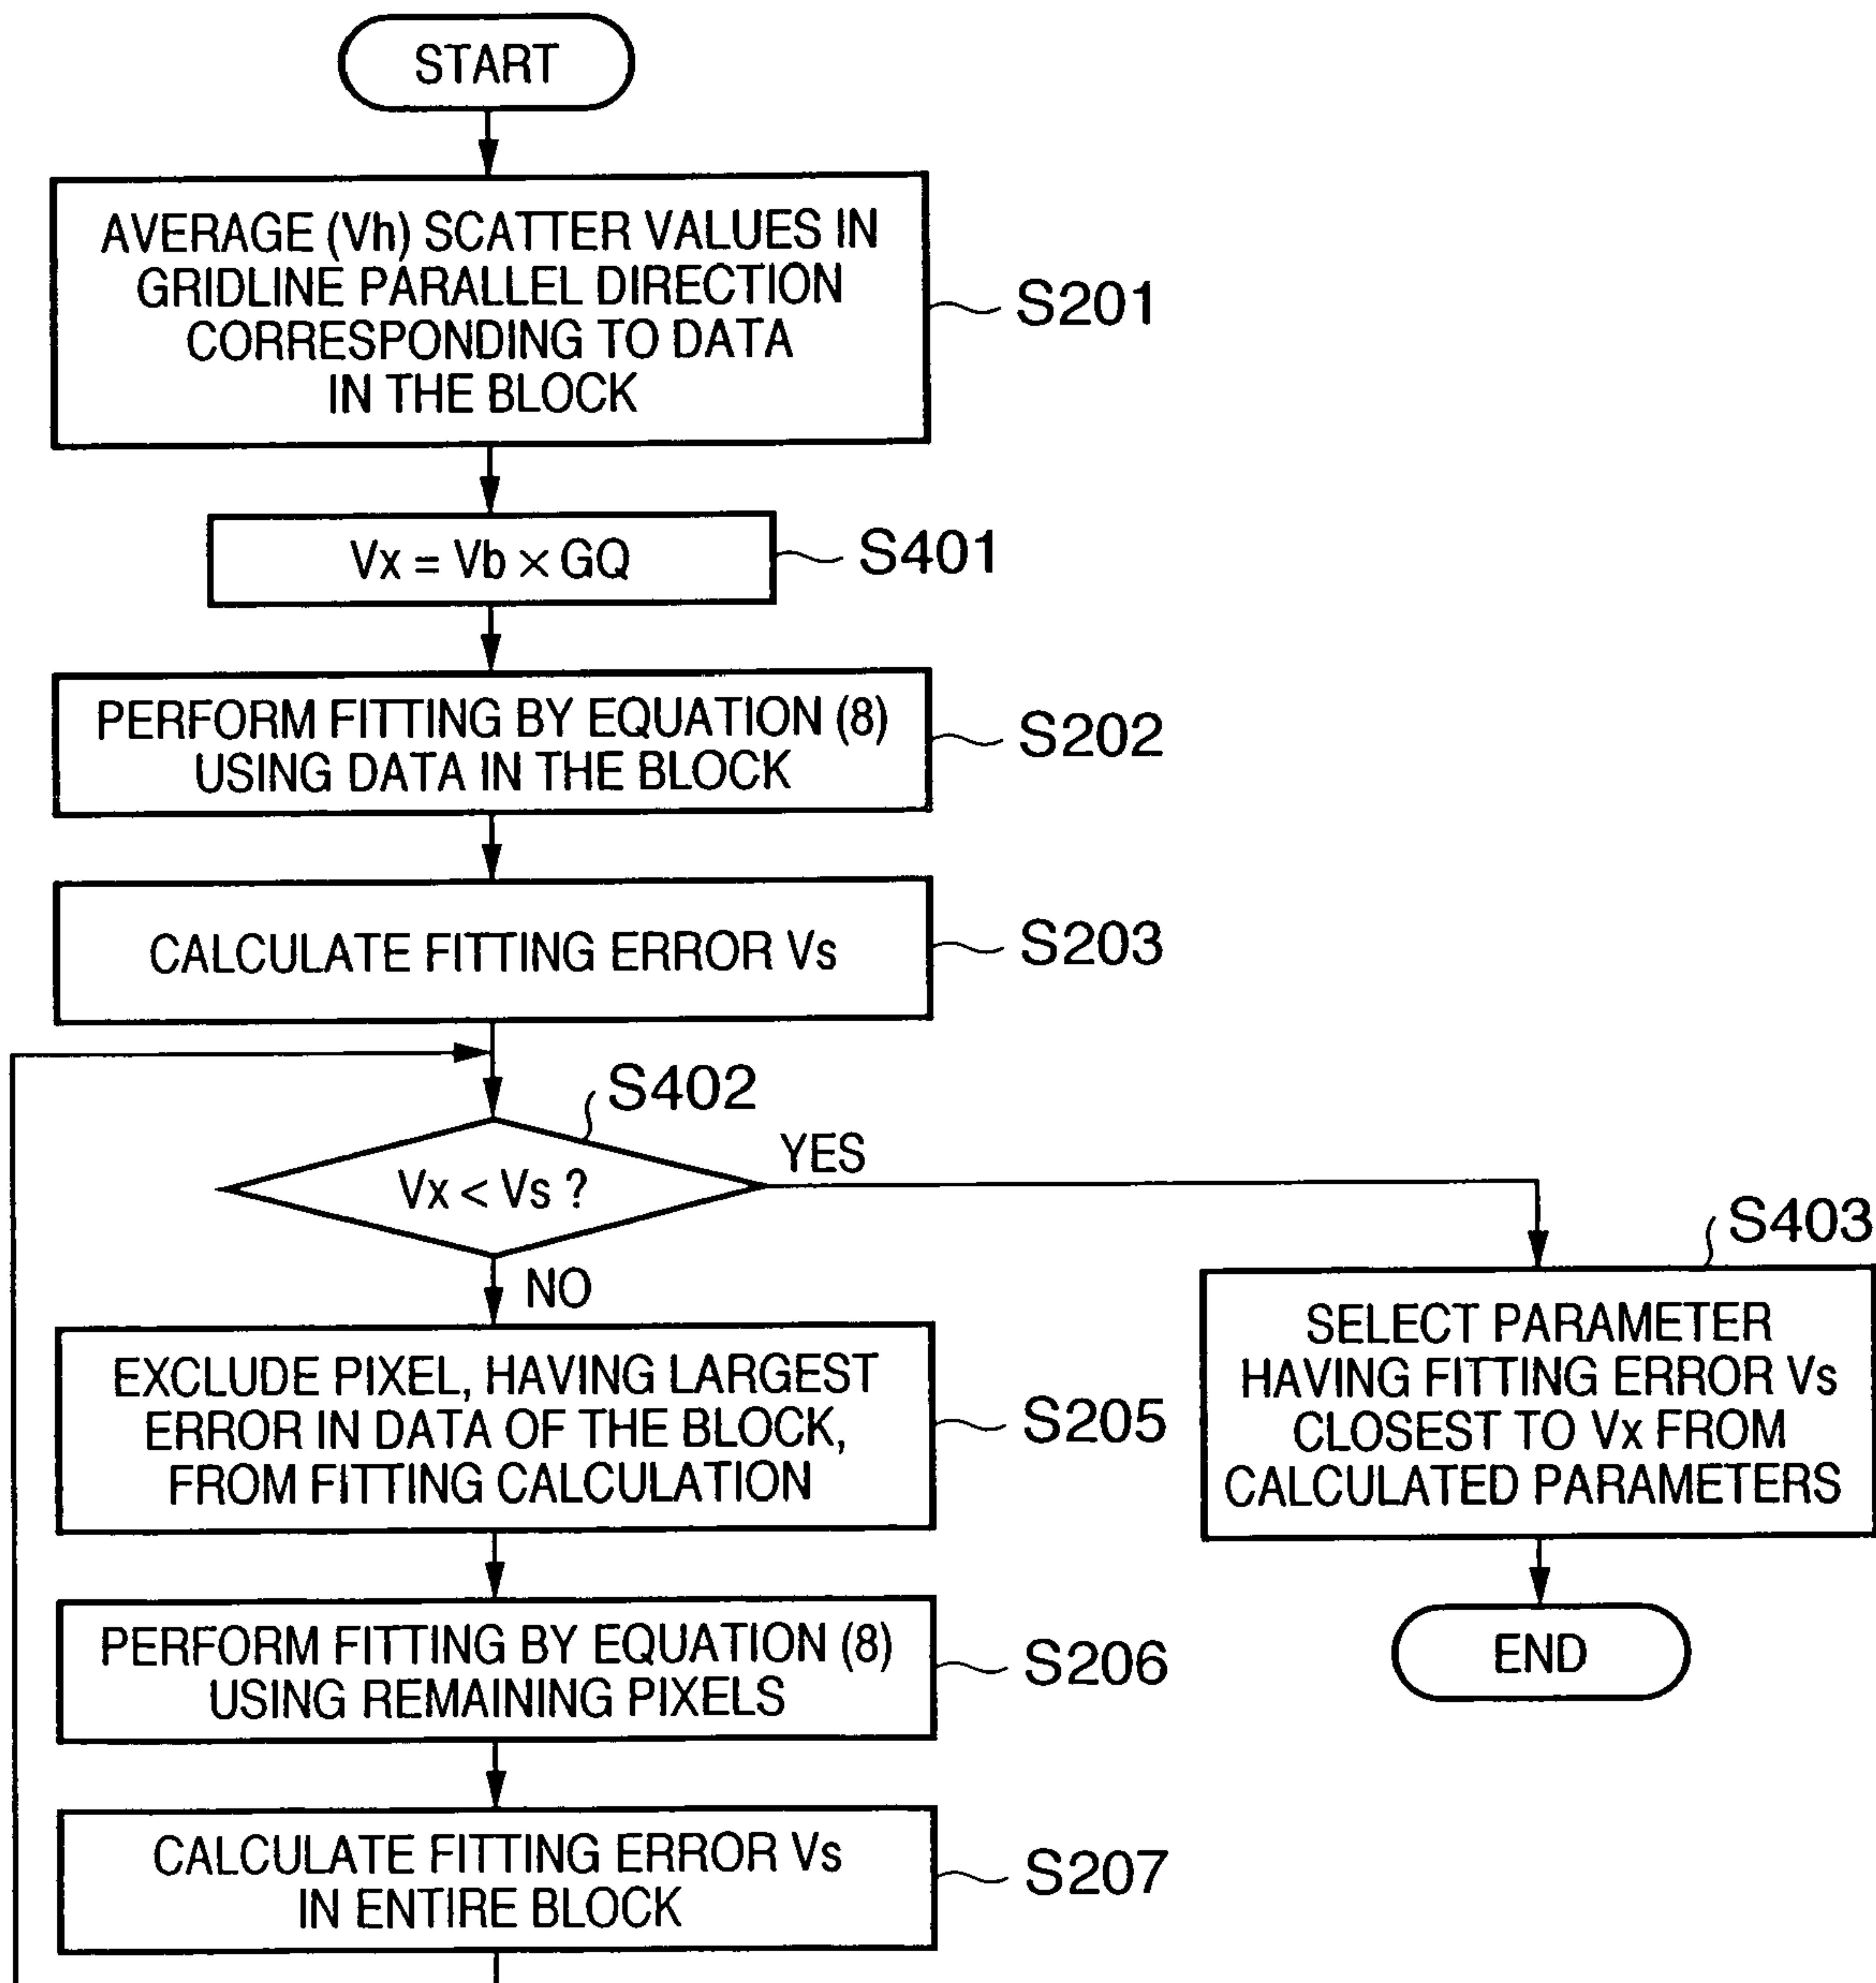 START
AVERAGE (Vh) SCATTER VALUES IN
GRIDLINE PARALLEL DIRECTION
CORRESPONDING TO DATA
IN THE BLOCK
S201
Vx = Vb × GQ
S401
PERFORM FITTING BY EQUATION (8)
USING DATA IN THE BLOCK
S202
CALCULATE FITTING ERROR Vs
S203
S402
Vx < Vs ?
YES
NO
S403
SELECT PARAMETER
HAVING FITTING ERROR Vs
CLOSEST TO Vx FROM
CALCULATED PARAMETERS
END
EXCLUDE PIXEL, HAVING LARGEST
ERROR IN DATA OF THE BLOCK,
FROM FITTING CALCULATION
S205
PERFORM FITTING BY EQUATION (8)
USING REMAINING PIXELS
S206
CALCULATE FITTING ERROR Vs
IN ENTIRE BLOCK
S207